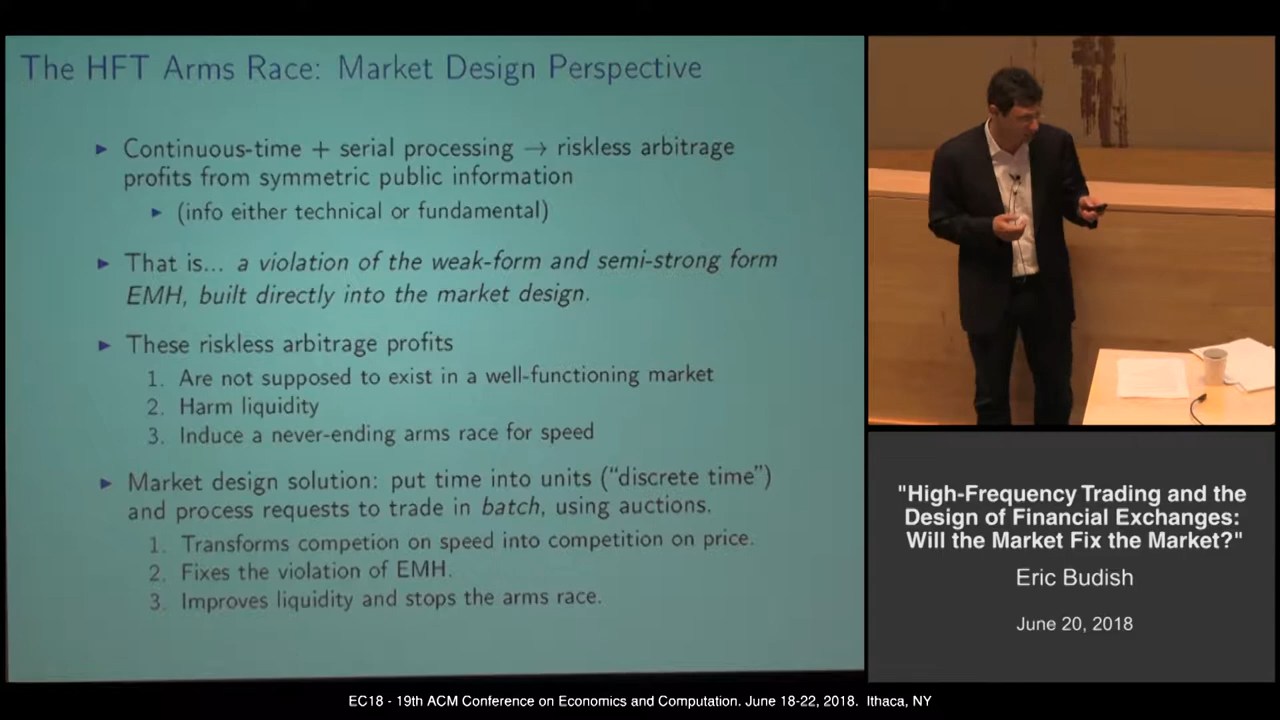 The HFT Arms Race: Market Design Perspective
▶ Continuous-time + serial processing → riskless arbitrage
profits from symmetric public information
▶ (info either technical or fundamental)
▶ That is... a violation of the weak-form and semi-strong form
EMH, built directly into the market design.
▶ These riskless arbitrage profits
1. Are not supposed to exist in a well-functioning market
2. Harm liquidity
3. Induce a never-ending arms race for speed
▶ Market design solution: put time into units (“discrete time”)
and process requests to trade in batch, using auctions.
1. Transforms competion on speed into competition on price.
2. Fixes the violation of EMH.
3. Improves liquidity and stops the arms race.
"High-Frequency Trading and the
Design of Financial Exchanges:
Will the Market Fix the Market?"
Eric Budish
June 20, 2018
EC18 - 19th ACM Conference on Economics and Computation. June 18-22, 2018. Ithaca, NY